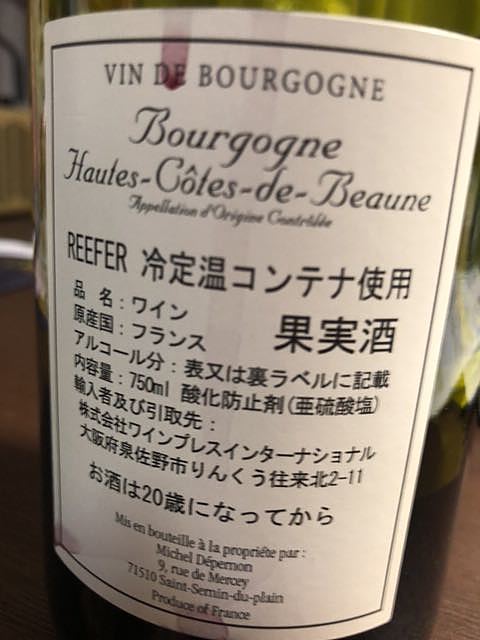 VIN DE BOURGOGNE
Bourgogne
Hautes-Côtes-de-Beaune
Appellation d'Origine Contrôlée
REEFER 冷定温コンテナ使用
品 名：ワイン
原産国：フランス 果実酒
アルコール分：表又は裏ラベルに記載
内容量：750ml 酸化防止剤(亜硫酸塩)
輸入者及び引取先：
株式会社ワインプレスインターナショナル
大阪府泉佐野市りんくう往来北2-11
お酒は20歳になってから
Mis en bouteille à la propriéte par :
Michel Dépernon
9, rue de Mercey
71510 Saint-Sernin-du-plain
Produce of France